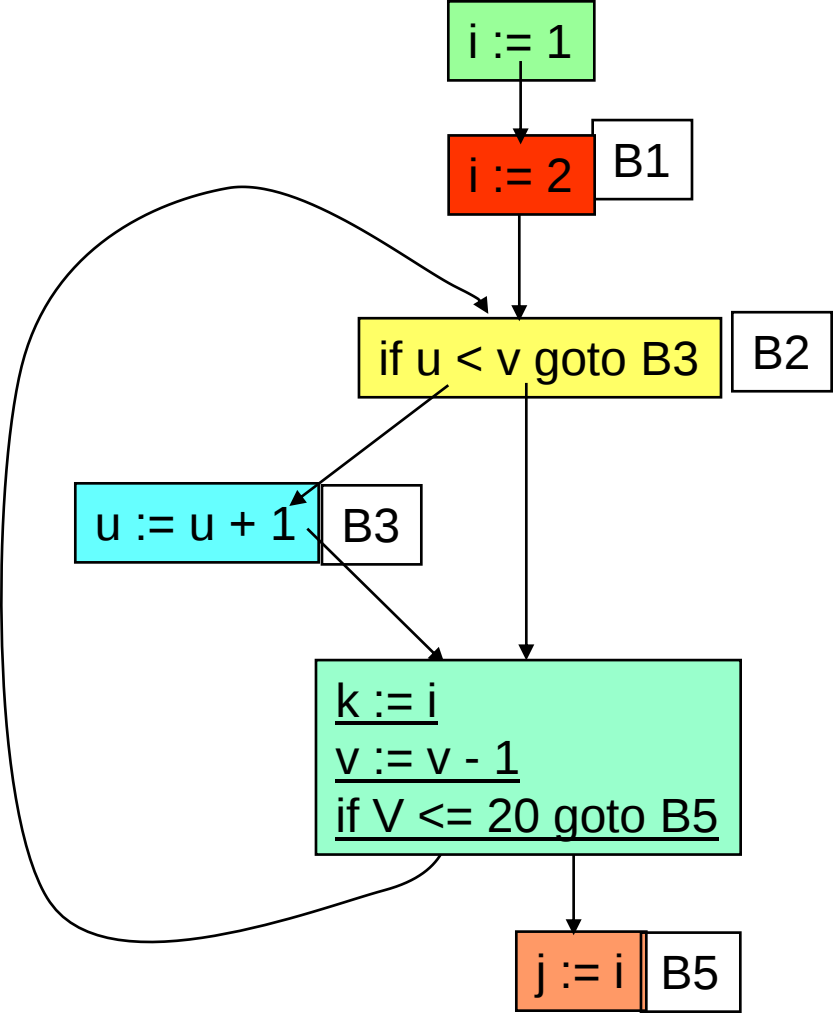 i := 1
i := 2
B1
if u < v goto B3
B2
u := u + 1
B3
k := i
v := v - 1
if V <= 20 goto B5
j := i
B5